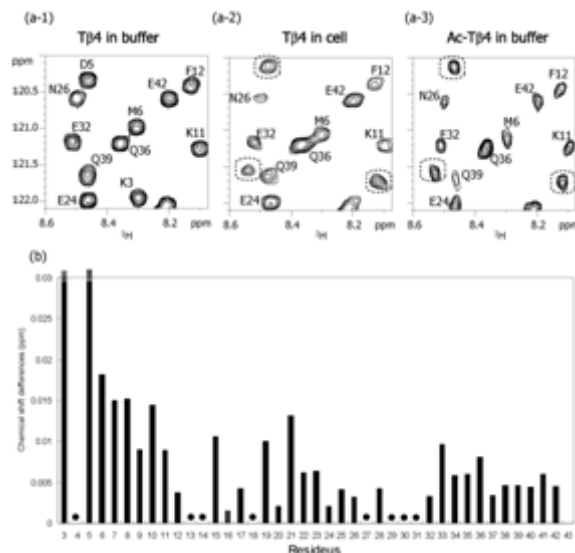 (a-1) Tβ4 in buffer
(a-2) Tβ4 in cell
(a-3) Ac-Tβ4 in buffer
ppm
120.5
121.0
121.5
122.0
D5
F12
N26
E42
M6
E32
Q36
K11
Q39
K3
E24
8.6 8.4 8.2 ppm
¹H
F12
N26
E42
M6
E32
K11
Q36
Q39
E24
8.6 8.4 8.2 ppm
¹H
F12
N26
E42
M6
E32
K11
Q36
Q39
E24
8.6 8.4 8.2 ppm
¹H
(b)
Chemical shift defferences (ppm)
0.03
0.025
0.02
0.015
0.01
0.005
0
3 4 5 6 7 8 9 10 11 12 13 14 15 16 17 18 19 20 21 22 23 24 25 26 27 28 29 30 31 32 33 34 35 36 37 38 39 40 41 42 43
Resideus